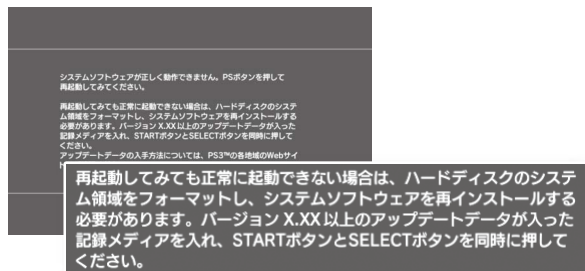 システムソフトウェアが正しく動作できません。PSボタンを押して
再起動してみてください。
再起動してみても正常に起動できない場合は、ハードディスクのシステ
ム領域をフォーマットし、システムソフトウェアを再インストールする
必要があります。バージョン X.XX 以上のアップデートデータが入った
記録メディアを入れ、STARTボタンとSELECTボタンを同時に押して
ください。
アップデートデータの入手方法については、PS3™の各地域のWebサイ
再起動してみても正常に起動できない場合は、ハードディスクのシステ
ム領域をフォーマットし、システムソフトウェアを再インストールする
必要があります。バージョン X.XX 以上のアップデートデータが入った
記録メディアを入れ、STARTボタンとSELECTボタンを同時に押して
ください。